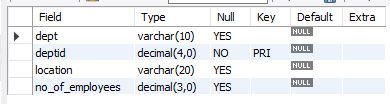 Field Type Null Key Default Extra
dept varchar(10) YES NULL
deptid decimal(4,0) NO PRI NULL
location varchar(20) YES NULL
no_of_employees decimal(3,0) YES NULL